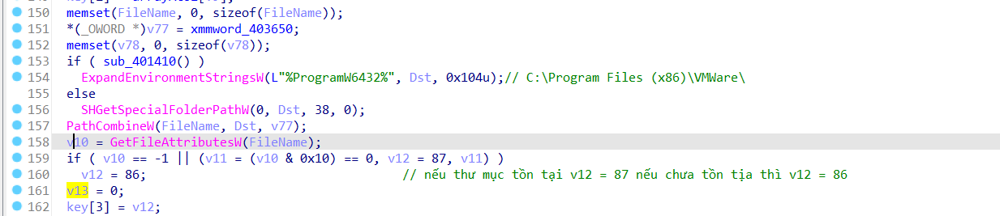 150 memset(FileName, 0, sizeof(FileName));
151 *(_OWORD *)v77 = xmmword_403650;
152 memset(v78, 0, sizeof(v78));
153 if ( sub_401410() )
154 ExpandEnvironmentStringsW(L"%ProgramW6432%", Dst, 0x104u);// C:\Program Files (x86)\VMWare\
155 else
156 SHGetSpecialFolderPathW(0, Dst, 38, 0);
157 PathCombineW(FileName, Dst, v77);
158 v10 = GetFileAttributesW(FileName);
159 if ( v10 == -1 || (v11 = (v10 & 0x10) == 0, v12 = 87, v11) )
160 v12 = 86; // nếu thư mục tồn tại v12 = 87 nếu chưa tồn tịa thì v12 = 86
161 v13 = 0;
162 key[3] = v12;